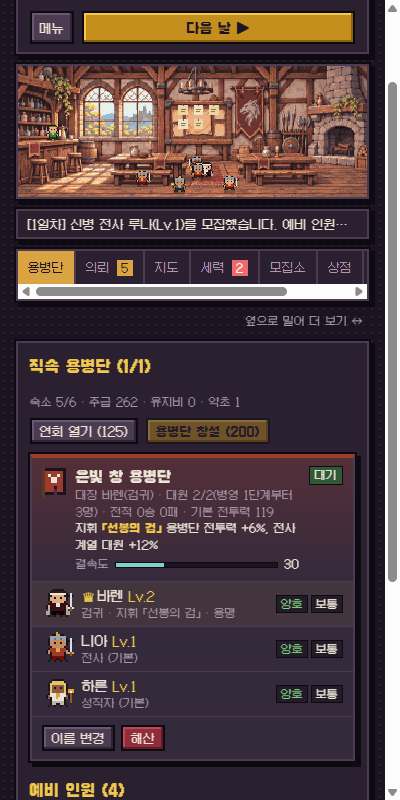 메뉴
다음 날 ▶
[1일차] 신병 전사 루나(Lv.1)를 모집했습니다. 예비 인원…
용병단
의뢰 5
지도
세력 2
모집소
상점
옆으로 밀어 더 보기 ↔
직속 용병단 (1/1)
숙소 5/6 · 주급 262 · 유지비 0 · 약초 1
연회 열기 (125)
용병단 창설 (200)
은빛 창 용병단
대기
대장 바렌(검귀) · 대원 2/2(병영 1단계부터
3명) · 전적 0승 0패 · 기본 전투력 119
지휘 「선봉의 검」 용병단 전투력 +6%, 전사
계열 대원 +12%
결속도
30
바렌 Lv.2
검귀 · 지휘 「선봉의 검」 · 용명
양호
보통
니아 Lv.1
전사 (기본)
양호
보통
하른 Lv.1
성직자 (기본)
양호
보통
이름 변경
해산
예비 인원 (4)